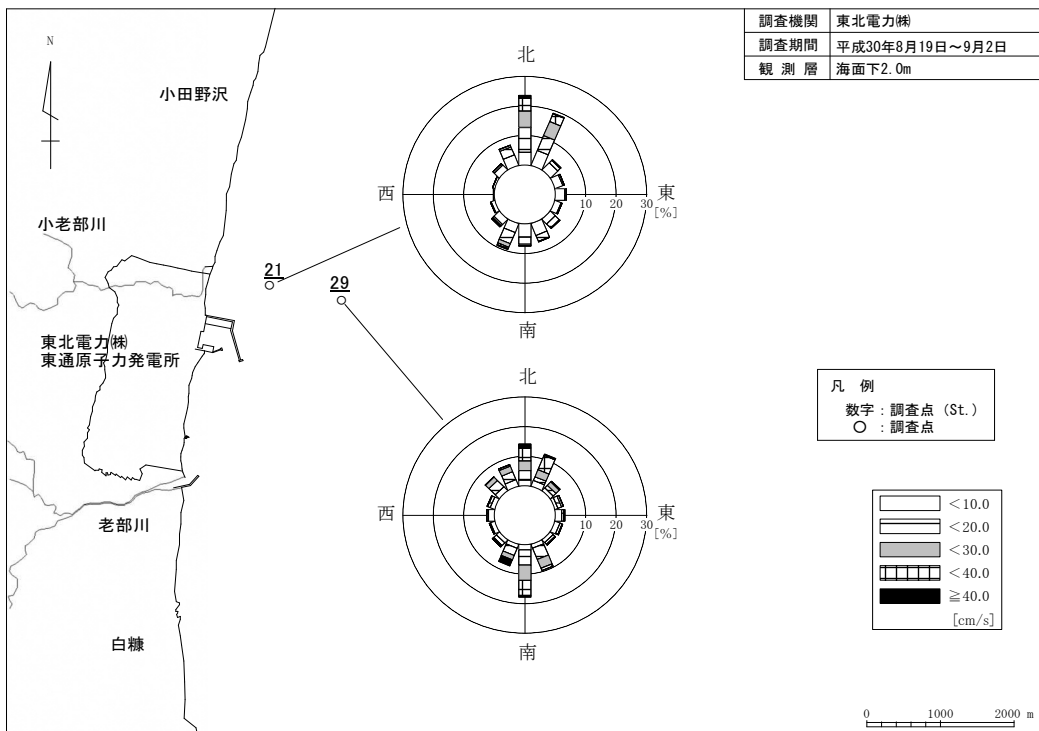 調査機関 東北電力㈱
調査期間 平成30年8月19日～9月2日
観測層 海面下2.0m
N
小田野沢
小老部川
21
29
東北電力㈱
東通原子力発電所
老部川
白糠
北
西
東
10 20 30
[%]
南
北
西
東
10 20 30
[%]
南
凡 例
数字：調査点（St.）
○ ：調査点
＜10.0
＜20.0
＜30.0
＜40.0
≧40.0
[cm/s]
0 1000 2000 m